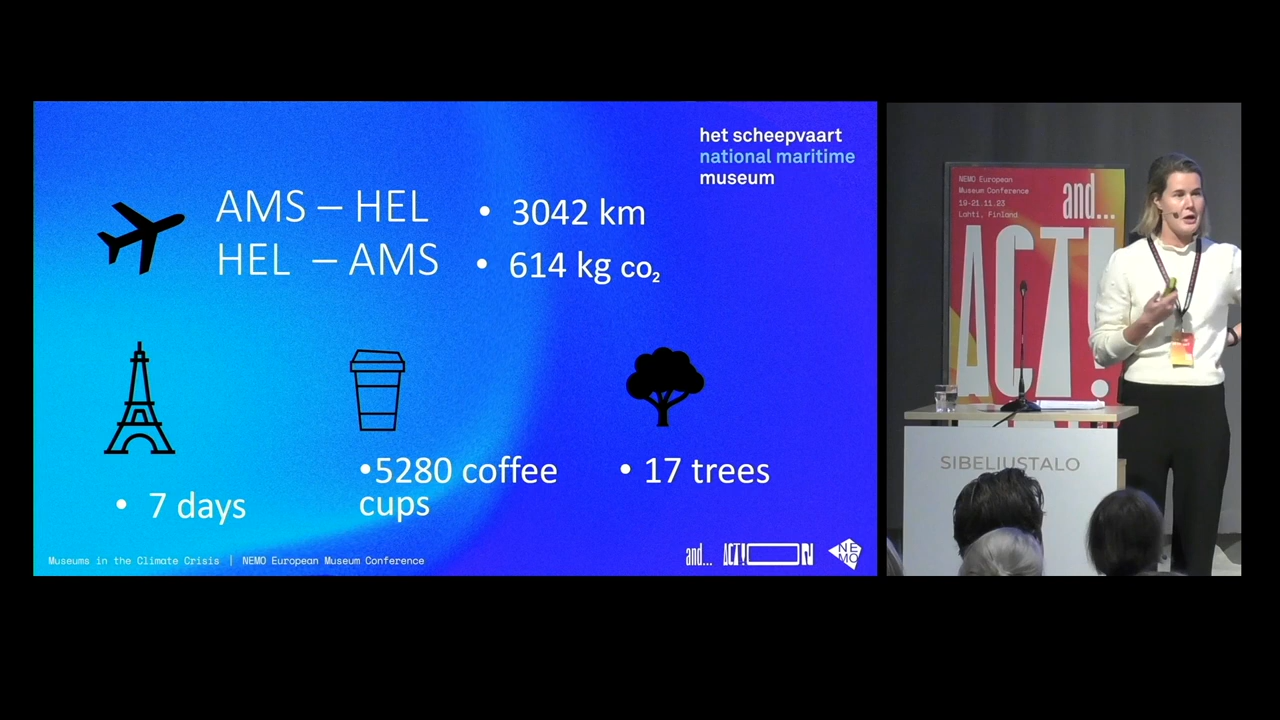 het scheepvaart
national maritime
museum
AMS – HEL
HEL – AMS
• 3042 km
• 614 kg CO₂
• 7 days
•5280 coffee
cups
• 17 trees
Museums in the Climate Crisis | NEMO European Museum Conference
and...
ACT!ON
NE
MO
NEMO European
Museum Conference
19-21.11.23
Lahti, Finland
and...
ACT!
SIBELIUSTALO